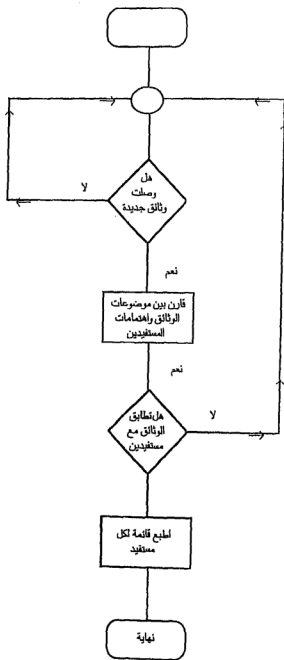 هل
وصلت
وثائق جديدة
لا
نعم
قارن بين موضوعات
الوثائق واهتمامات
المستفيدين
نعم
هل تطابق
الوثائق مع
مستفيدين
لا
اطبع قائمة لكل
مستفيد
نهاية